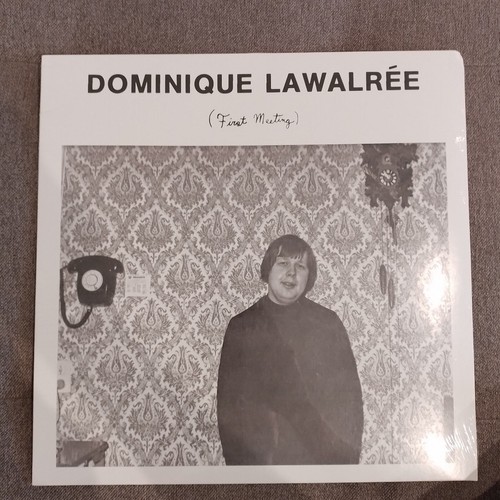 DOMINIQUE LAWALRÉE
(First Meeting)